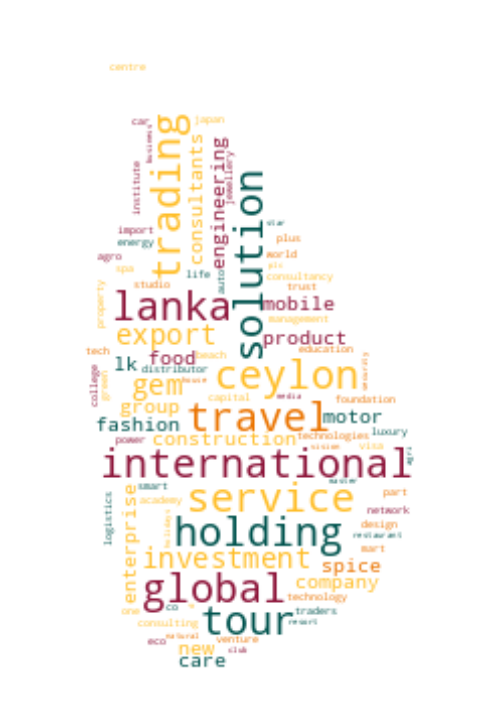 centre
car
trading
japan
business
consultants
engineering
jewellery
institute
solution
star
import
energy
plus
agro
world
spa
life
auto
plc
consultancy
studio
trust
property
lanka
mobile
management
export
product
tech
food
beach
education
lk
distributor
ceylon
college
green
gem
house
capital
media
foundation
group
travel
motor
fashion
luxury
power
construction
technologies
vision
visa
international
master
smart
service
part
academy
enterprise
logistics
network
holding
design
restaurant
investment
mart
spice
company
global
technology
one
co
tour
traders
consulting
resort
eco
natural
venture
new
club
care